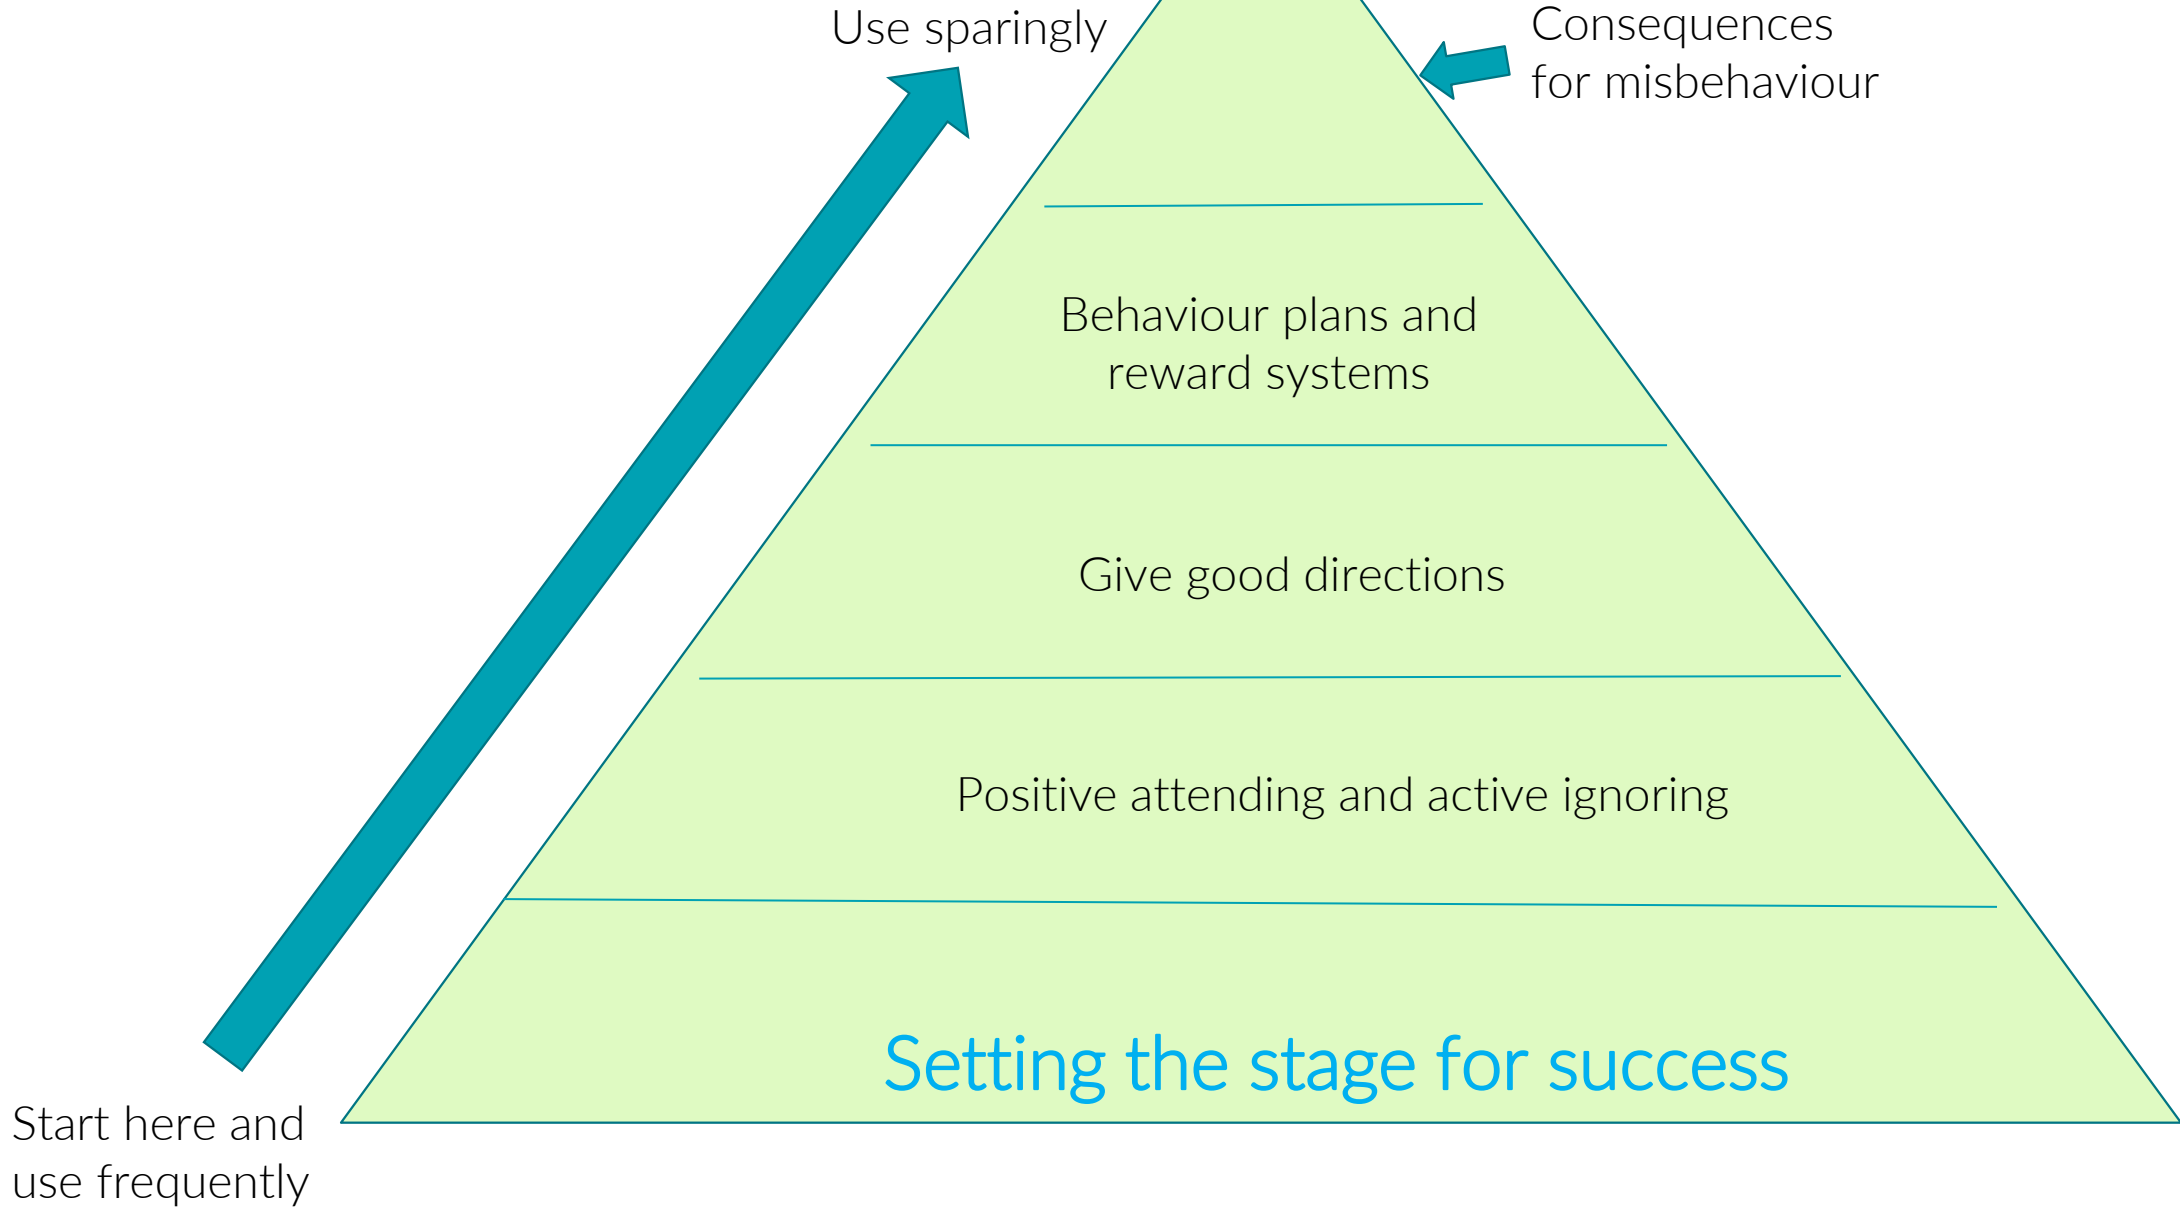 Use sparingly
Consequences
for misbehaviour
Behaviour plans and
reward systems
Give good directions
Positive attending and active ignoring
Setting the stage for success
Start here and
use frequently